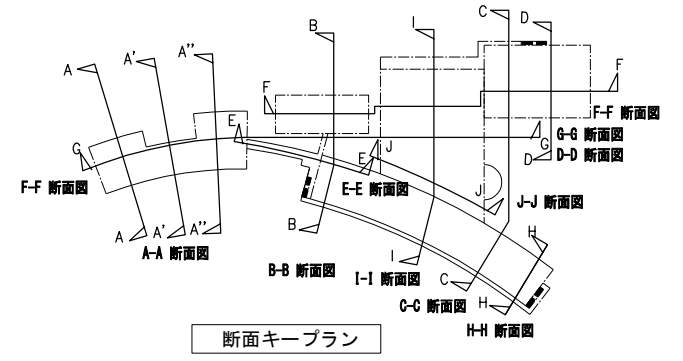 C
D
B
I
A
A'
A''
F
F
F-F 断面図
E
G
G-G 断面図
G
J
D
D-D 断面図
F-F 断面図
E
E-E 断面図
J
J-J 断面図
A
A'
A''
A-A 断面図
B
H
B-B 断面図
I
I-I 断面図
C
C-C 断面図
H
H-H 断面図
断面キープラン